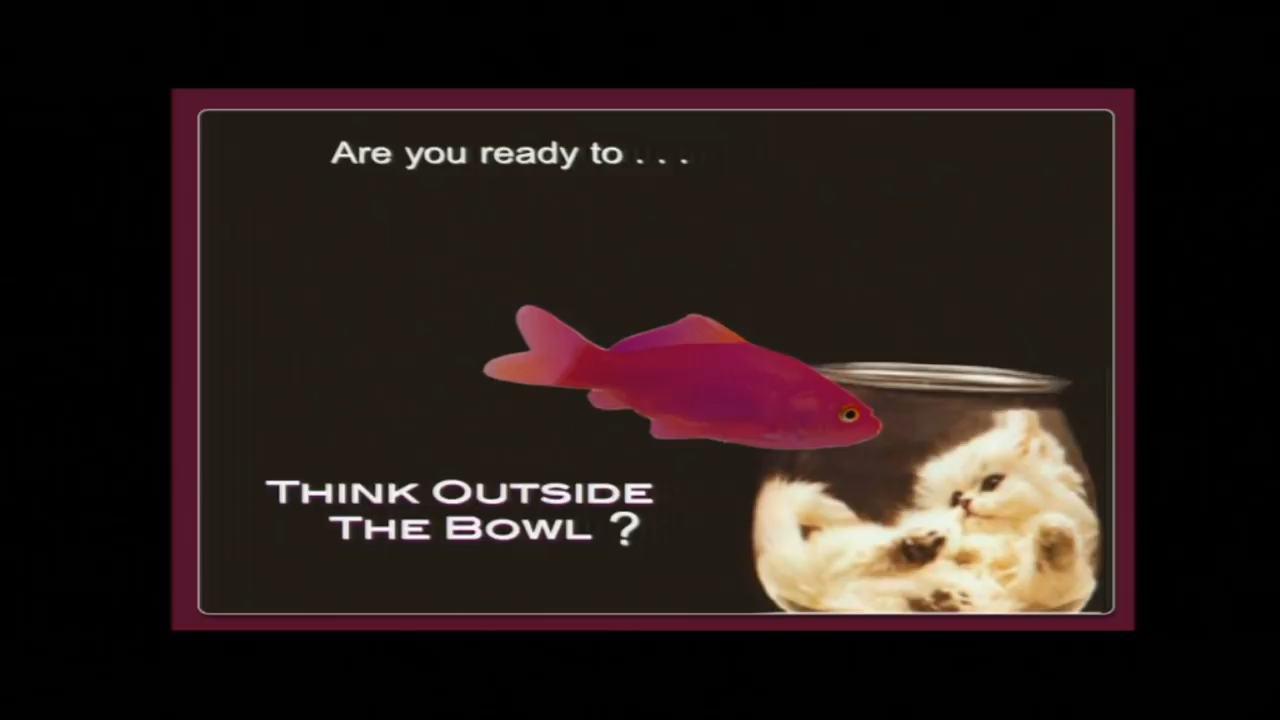 Are you ready to . . .
THINK OUTSIDE
THE BOWL ?